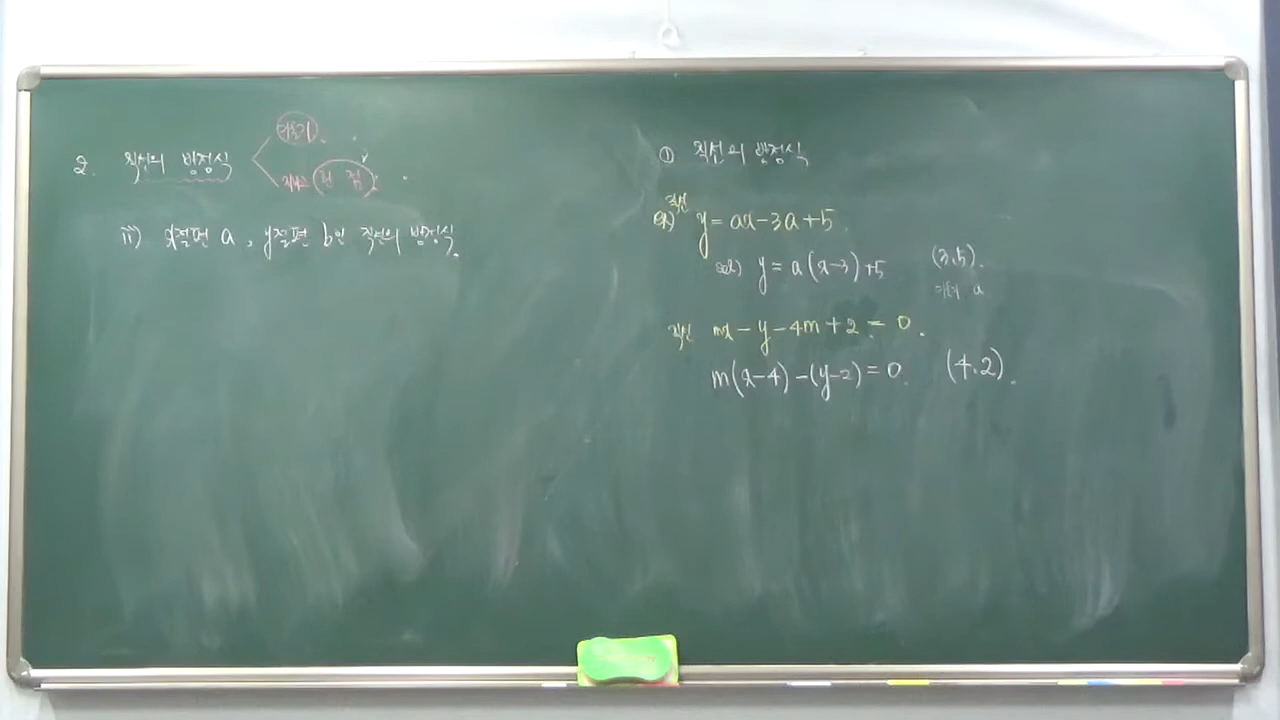 2. 직선의 방정식
기울기
지나는 한 점
ii) x절편 a, y절편 b인 직선의 방정식.
① 직선의 방정식
직선
ex) y=ax-3a+5.
sol) y=a(x-3)+5 (3,5).
기울기 a
직선 mx-y-4m+2=0.
m(x-4)-(y-2)=0. (4.2).